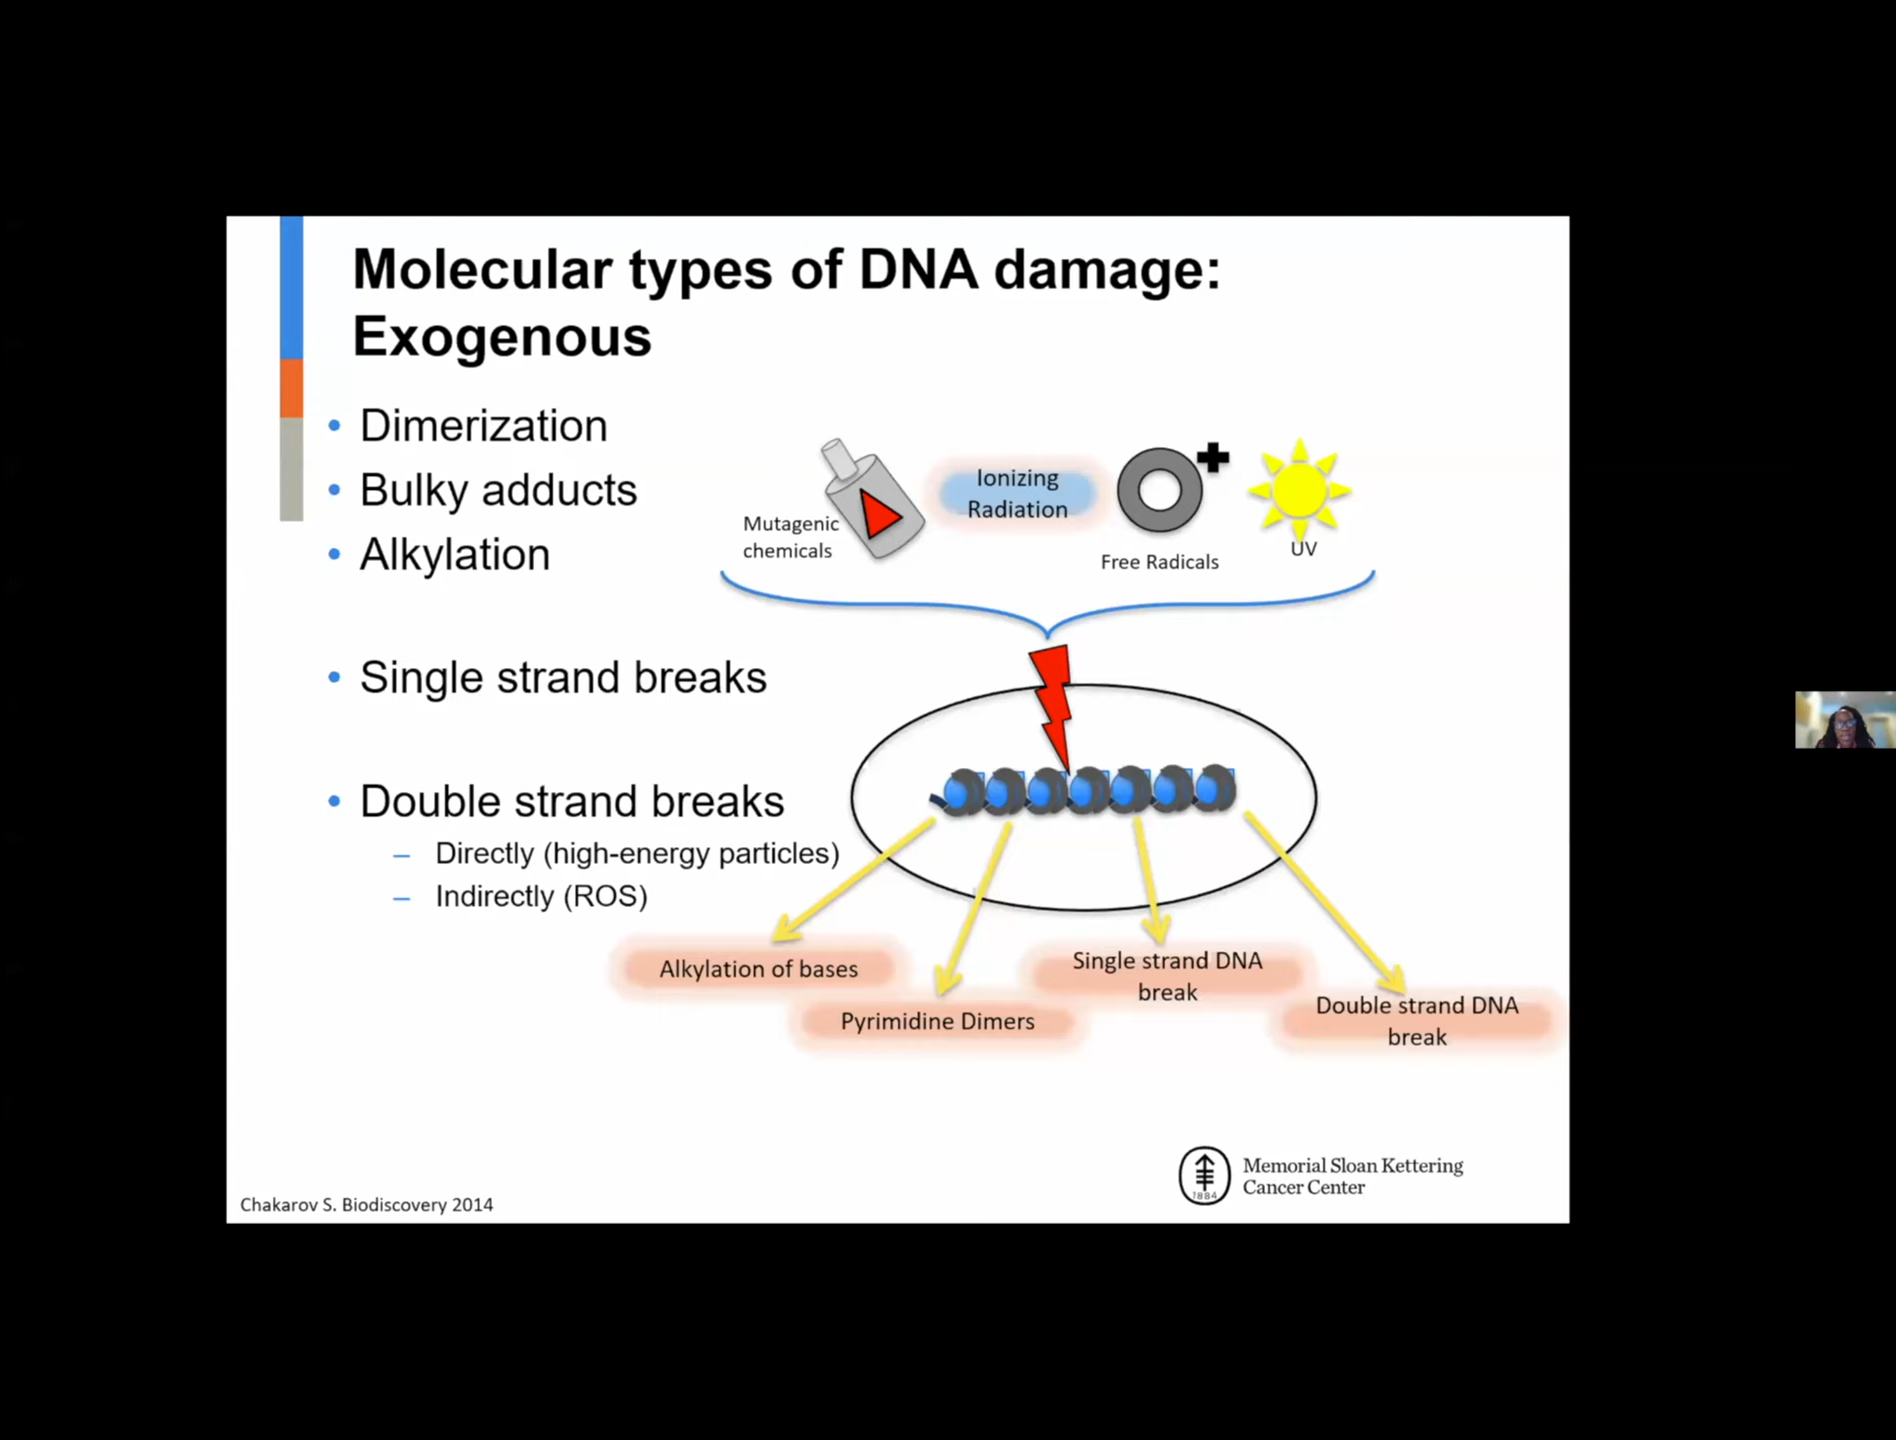 Molecular types of DNA damage:
Exogenous
• Dimerization
• Bulky adducts
• Alkylation
• Single strand breaks
• Double strand breaks
– Directly (high-energy particles)
– Indirectly (ROS)
Mutagenic
chemicals
Ionizing
Radiation
Free Radicals
UV
Alkylation of bases
Pyrimidine Dimers
Single strand DNA
break
Double strand DNA
break
Chakarov S. Biodiscovery 2014
1884
Memorial Sloan Kettering
Cancer Center